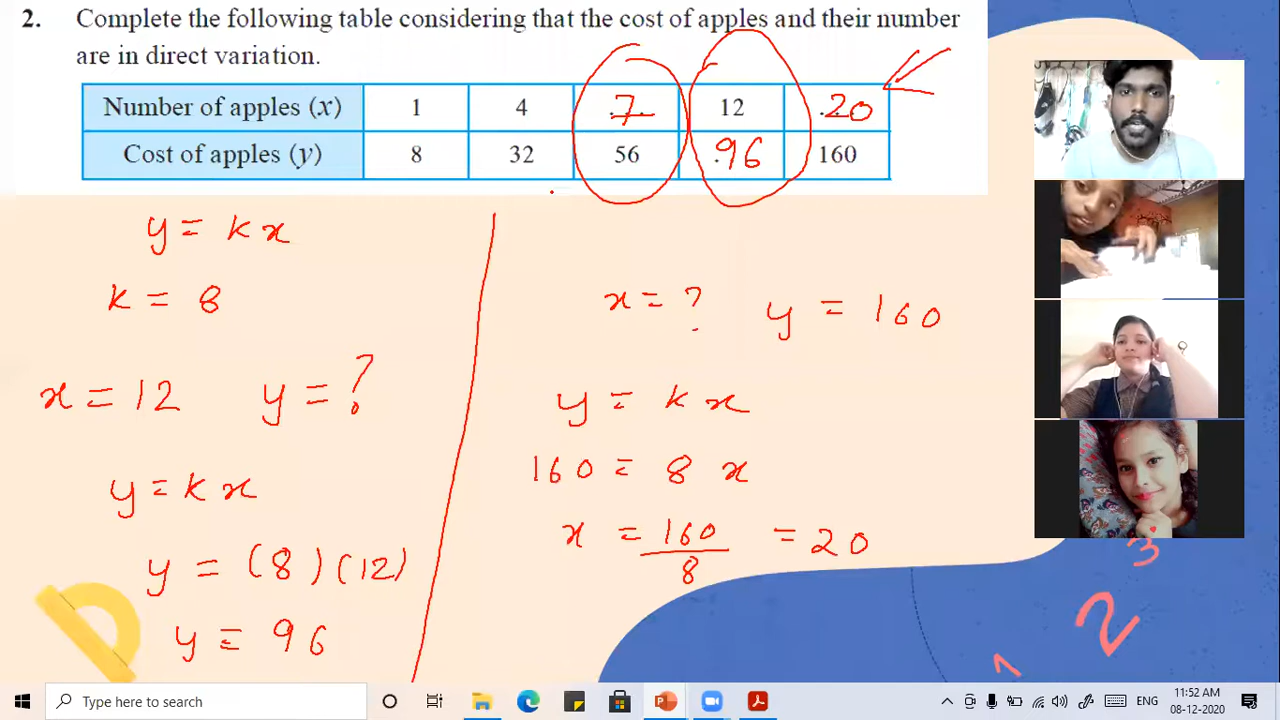 2. Complete the following table considering that the cost of apples and their number
are in direct variation.
Number of apples (x) 1 4 7 12 20
Cost of apples (y) 8 32 56 96 160
y = kx
k = 8
x = 12 y = ?
y = kx
y = (8)(12)
y = 96
x = ? y = 160
y = kx
160 = 8x
x = 160/8 = 20
3
2
1
Type here to search
ENG
11:52 AM
08-12-2020